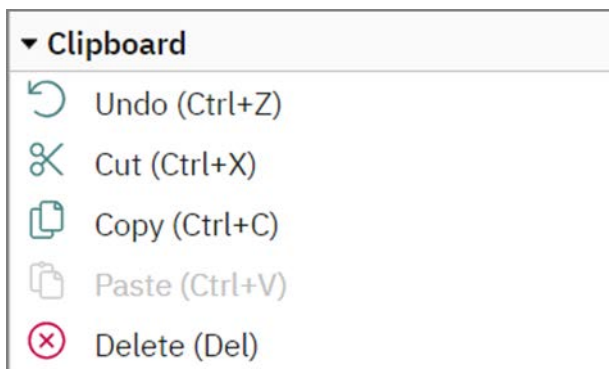 Clipboard
Undo (Ctrl+Z)
Cut (Ctrl+X)
Copy (Ctrl+C)
Paste (Ctrl+V)
Delete (Del)